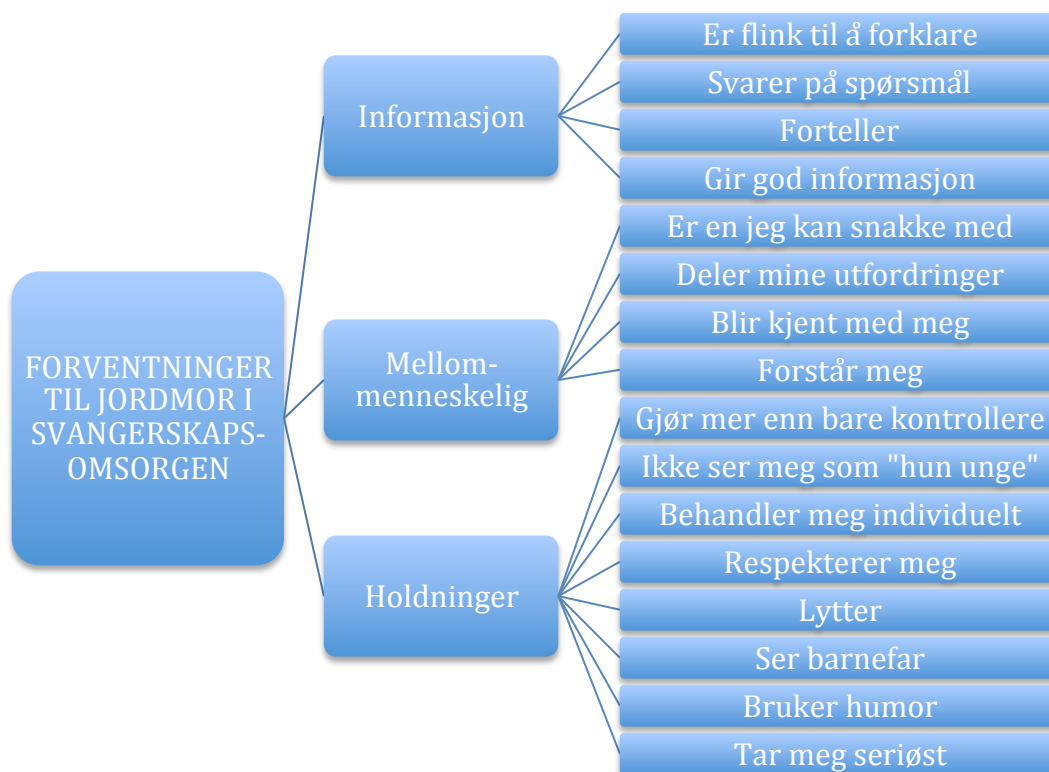 FORVENTNINGER
TIL JORDMOR I
SVANGERSKAPS-
OMSORGEN
Informasjon
Er flink til å forklare
Svarer på spørsmål
Forteller
Gir god informasjon
Mellom-
menneskelig
Er en jeg kan snakke med
Deler mine utfordringer
Blir kjent med meg
Forstår meg
Holdninger
Gjør mer enn bare kontrollere
Ikke ser meg som "hun unge"
Behandler meg individuelt
Respekterer meg
Lytter
Ser barnefar
Bruker humor
Tar meg seriøst